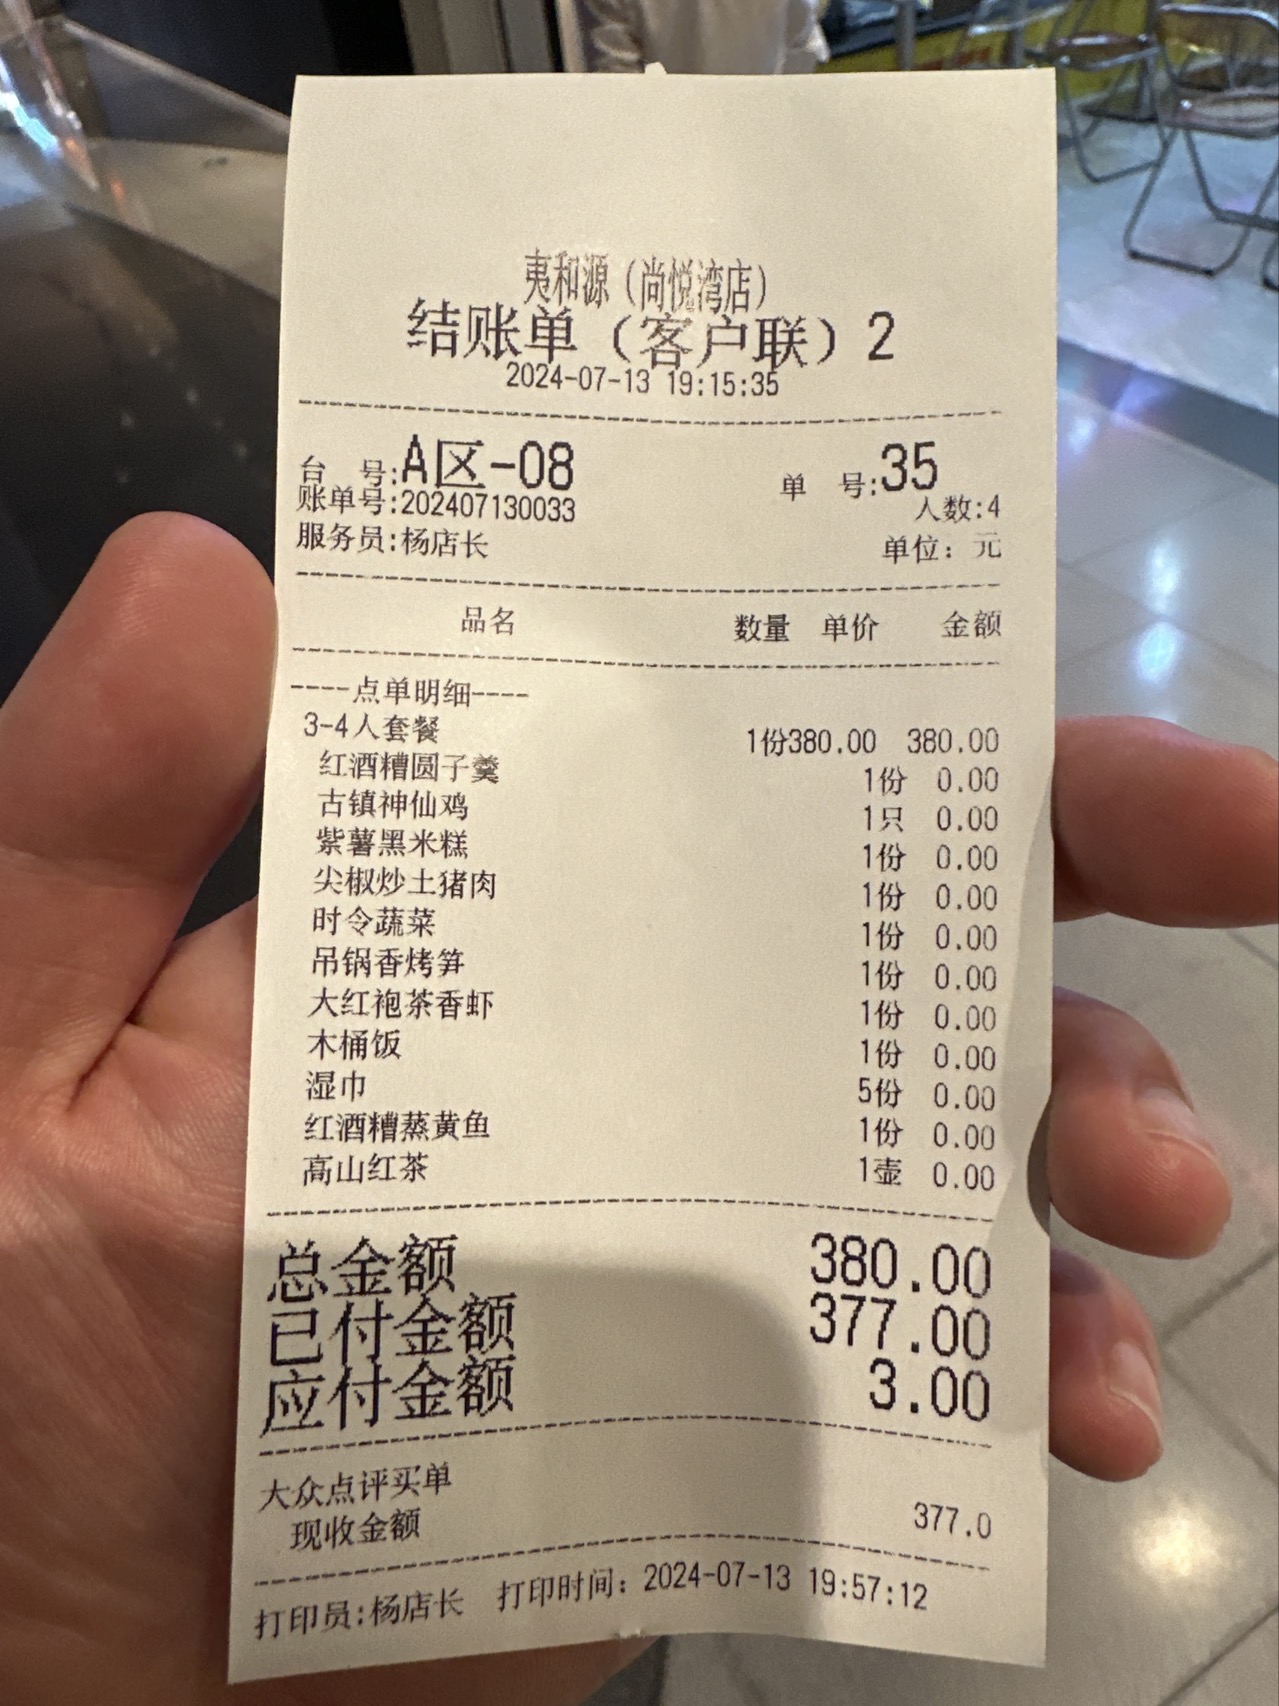 夷和源（尚悦湾店）
结账单（客户联）2
2024-07-13 19:15:35
台 号:A区-08 单 号:35
账单号:202407130033 人数:4
服务员:杨店长 单位: 元
品名 数量 单价 金额
----点单明细----
3-4人套餐 1份380.00 380.00
红酒糟圆子羹 1份 0.00
古镇神仙鸡 1只 0.00
紫薯黑米糕 1份 0.00
尖椒炒土猪肉 1份 0.00
时令蔬菜 1份 0.00
吊锅香烤笋 1份 0.00
大红袍茶香虾 1份 0.00
木桶饭 1份 0.00
湿巾 5份 0.00
红酒糟蒸黄鱼 1份 0.00
高山红茶 1壶 0.00
总金额 380.00
已付金额 377.00
应付金额 3.00
大众点评买单
现收金额 377.0
打印员:杨店长 打印时间: 2024-07-13 19:57:12